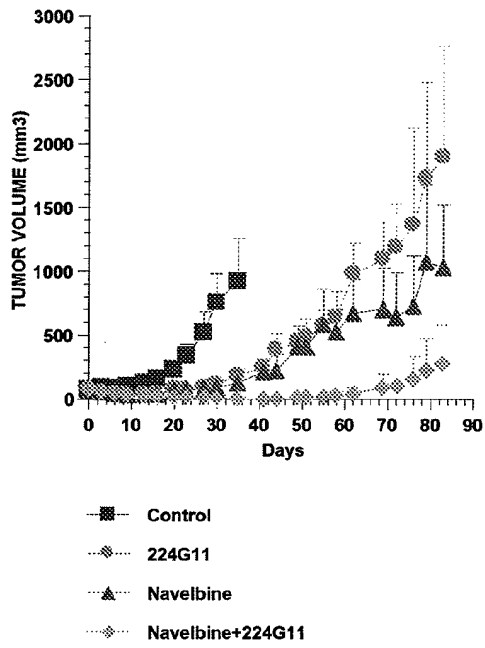 3000
2500
2000
1500
1000
500
0
TUMOR VOLUME (mm3)
0 10 20 30 40 50 60 70 80 90
Days
Control
224G11
Navelbine
Navelbine+224G11